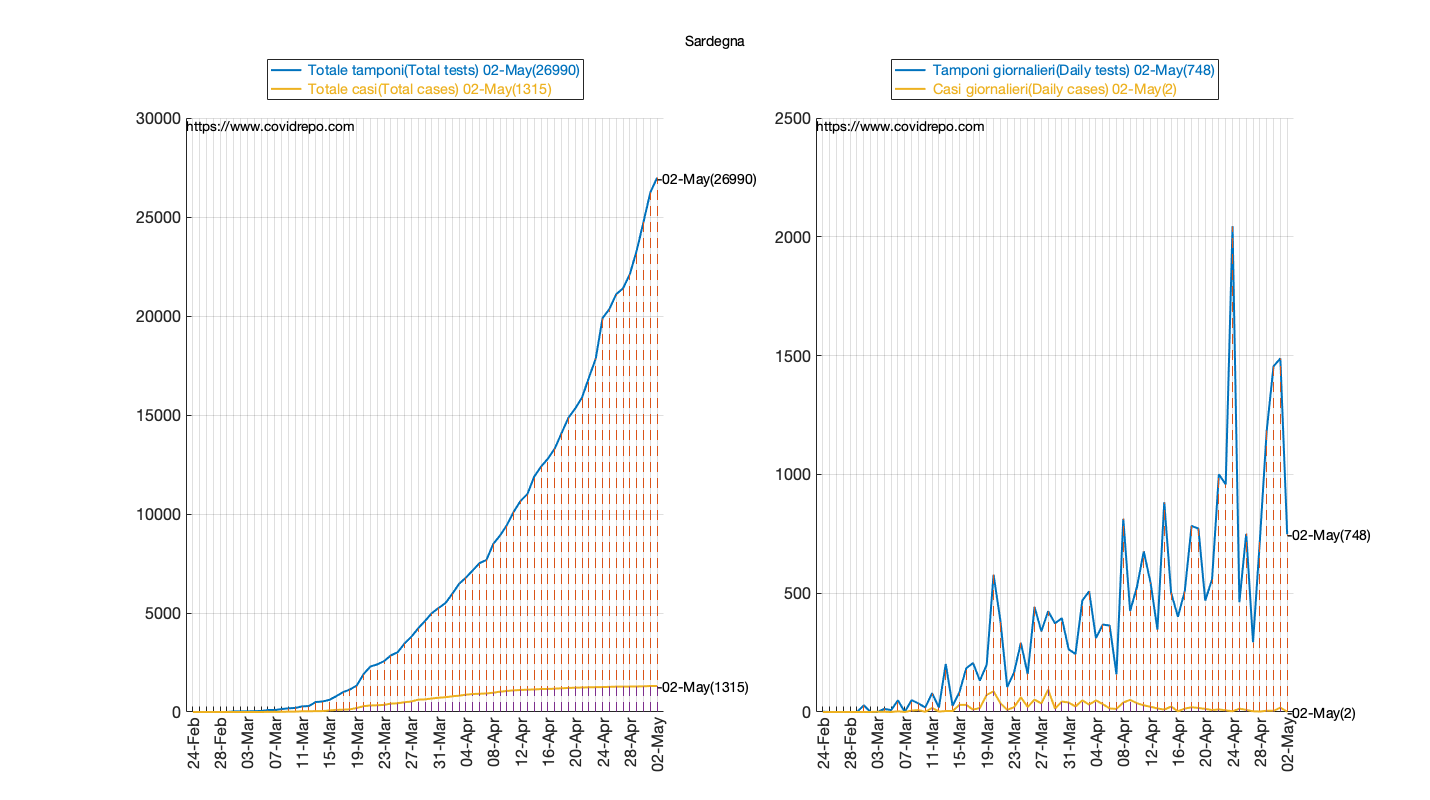 Sardegna
Totale tamponi(Total tests) 02-May(26990)
Totale casi(Total cases) 02-May(1315)
https://www.covidrepo.com
30000
25000
20000
15000
10000
5000
0
02-May(26990)
02-May(1315)
24-Feb
28-Feb
03-Mar
07-Mar
11-Mar
15-Mar
19-Mar
23-Mar
27-Mar
31-Mar
04-Apr
08-Apr
12-Apr
16-Apr
20-Apr
24-Apr
28-Apr
02-May
Tamponi giornalieri(Daily tests) 02-May(748)
Casi giornalieri(Daily cases) 02-May(2)
https://www.covidrepo.com
2500
2000
1500
1000
500
0
02-May(748)
02-May(2)
24-Feb
28-Feb
03-Mar
07-Mar
11-Mar
15-Mar
19-Mar
23-Mar
27-Mar
31-Mar
04-Apr
08-Apr
12-Apr
16-Apr
20-Apr
24-Apr
28-Apr
02-May